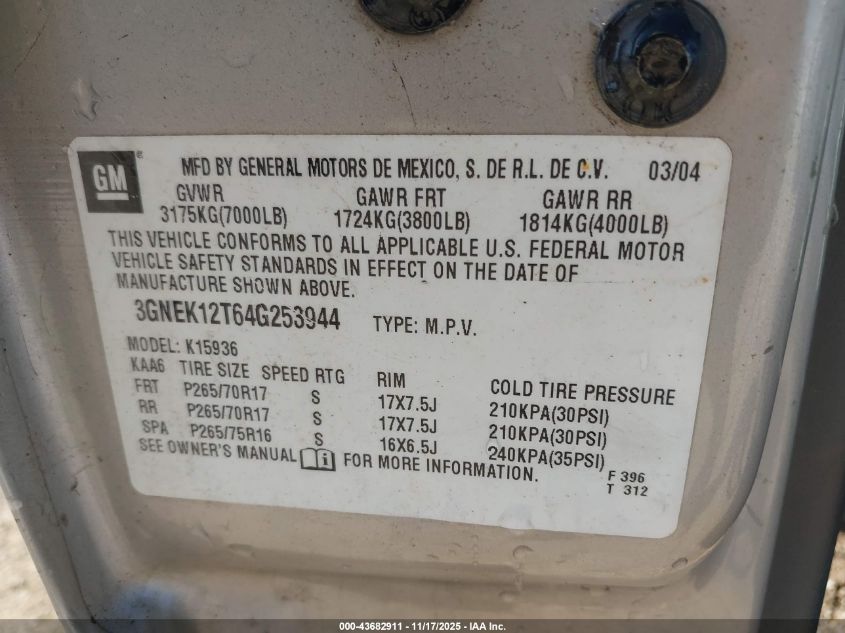 GM
MFD BY GENERAL MOTORS DE MEXICO, S. DE R.L. DE C.V. 03/04
GVWR GAWR FRT GAWR RR
3175KG(7000LB) 1724KG(3800LB) 1814KG(4000LB)
THIS VEHICLE CONFORMS TO ALL APPLICABLE U.S. FEDERAL MOTOR
VEHICLE SAFETY STANDARDS IN EFFECT ON THE DATE OF
MANUFACTURE SHOWN ABOVE.
3GNEK12T64G253944 TYPE: M.P.V.
MODEL: K15936
KAA6 TIRE SIZE SPEED RTG RIM COLD TIRE PRESSURE
FRT P265/70R17 S 17X7.5J 210KPA(30PSI)
RR P265/70R17 S 17X7.5J 210KPA(30PSI)
SPA P265/75R16 S 16X6.5J 240KPA(35PSI)
SEE OWNER'S MANUAL i FOR MORE INFORMATION.
F 396
T 312
000-43682911 - 11/17/2025 - IAA Inc.